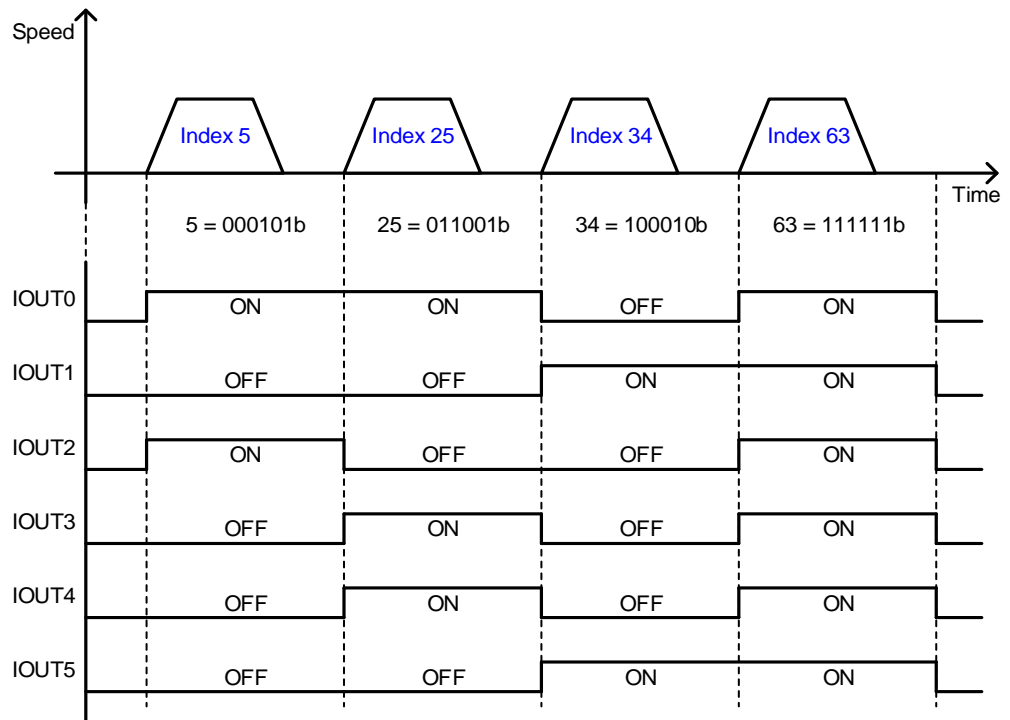 Speed
Index 5 Index 25 Index 34 Index 63
Time
5 = 000101b 25 = 011001b 34 = 100010b 63 = 111111b
IOUT0 ON ON OFF ON
IOUT1 OFF OFF ON ON
IOUT2 ON OFF OFF ON
IOUT3 OFF ON OFF ON
IOUT4 OFF ON OFF ON
IOUT5 OFF OFF ON ON